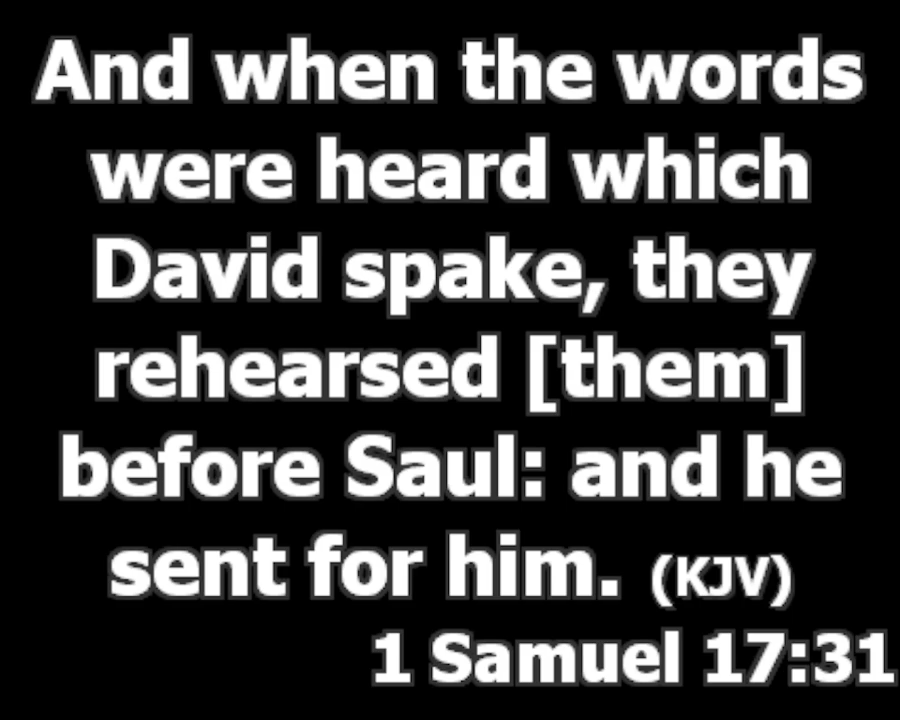 And when the words
were heard which
David spake, they
rehearsed [them]
before Saul: and he
sent for him. (KJV)
1 Samuel 17:31